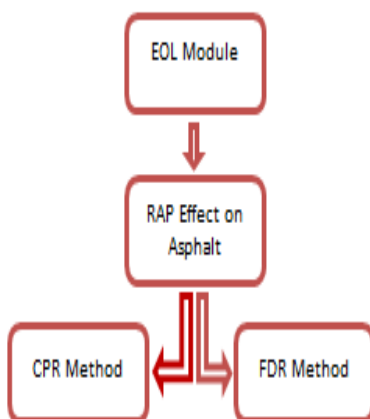 EOL Module
RAP Effect on
Asphalt
CPR Method
FDR Method